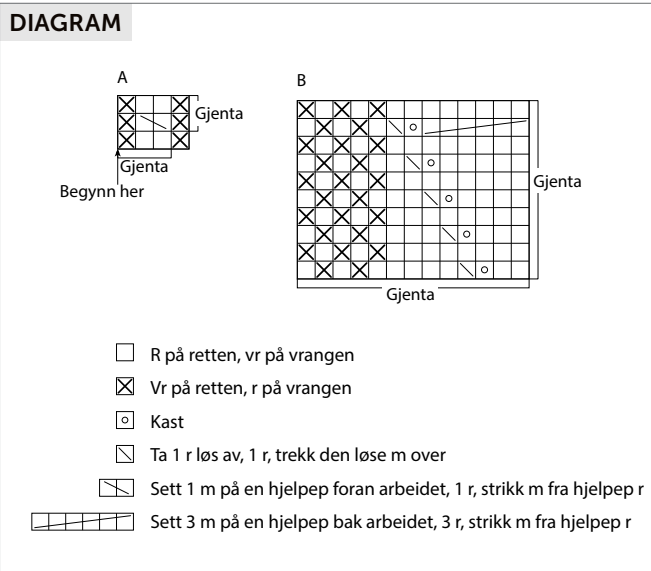 DIAGRAM
A
Gjenta
Gjenta
Begynn her
B
Gjenta
Gjenta
R på retten, vr på vrangen
Vr på retten, r på vrangen
Kast
Ta 1 r løs av, 1 r, trekk den løse m over
Sett 1 m på en hjelpep foran arbeidet, 1 r, strikk m fra hjelpep r
Sett 3 m på en hjelpep bak arbeidet, 3 r, strikk m fra hjelpep r